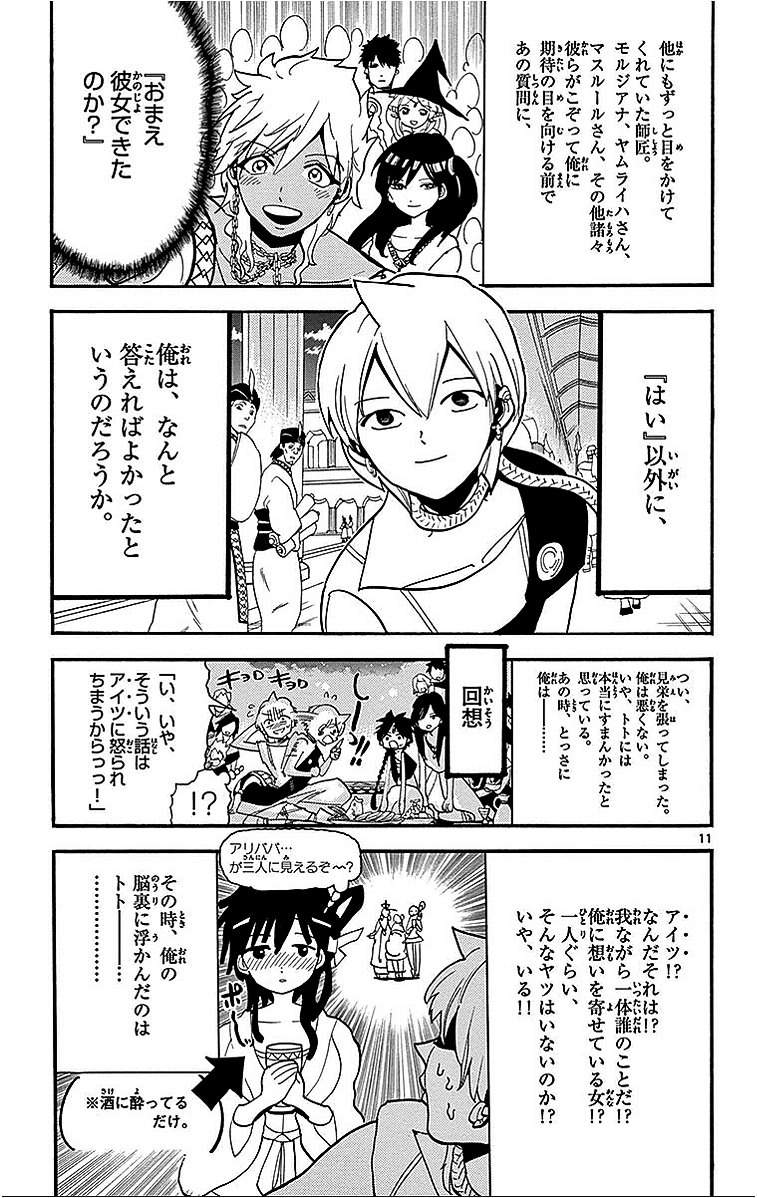 他にもずっと目をかけて
くれていた師匠。
モルジアナ、ヤムライハさん、
マスルールさん、その他諸々
彼らがこぞって俺に
期待の目を向ける前で
あの質問に、
『おまえ
彼女できた
のか?』
『はい』以外に、
俺は、なんと
答えればよかったと
いうのだろうか。
つい、
見栄を張ってしまった。
俺は悪くない。
いや、トトには
本当にすまんかったと
思っている。
あの時、とっさに
俺は———
回想
キョロキョロ
「い、いや、
そういう話は
アイツに怒られ
ちまうからっっ!」
!?
11
アイツ!?
なんだそれは!?
我ながら一体誰のことだ!?
俺に想いを寄せている女!?
一人ぐらい、
そんなヤツはいないのか!?
いや、いる!!
アリババ…
が三人に見えるぞ〜?
ポ〜
その時、俺の
脳裏に浮かんだのは
トト———
……………
※酒に酔ってる
だけ。